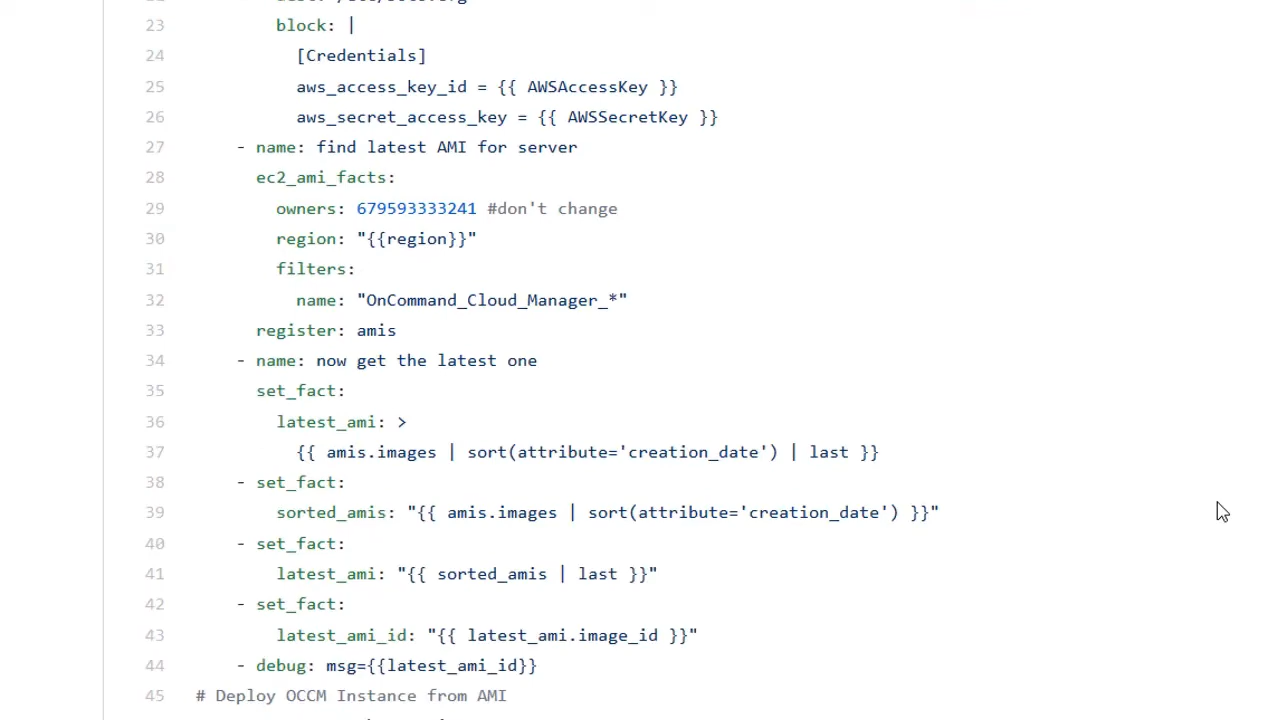 23 block: |
24 [Credentials]
25 aws_access_key_id = {{ AWSAccessKey }}
26 aws_secret_access_key = {{ AWSSecretKey }}
27 - name: find latest AMI for server
28 ec2_ami_facts:
29 owners: 679593333241 #don't change
30 region: "{{region}}"
31 filters:
32 name: "OnCommand_Cloud_Manager_*"
33 register: amis
34 - name: now get the latest one
35 set_fact:
36 latest_ami: >
37 {{ amis.images | sort(attribute='creation_date') | last }}
38 - set_fact:
39 sorted_amis: "{{ amis.images | sort(attribute='creation_date') }}"
40 - set_fact:
41 latest_ami: "{{ sorted_amis | last }}"
42 - set_fact:
43 latest_ami_id: "{{ latest_ami.image_id }}"
44 - debug: msg={{latest_ami_id}}
45 # Deploy OCCM Instance from AMI